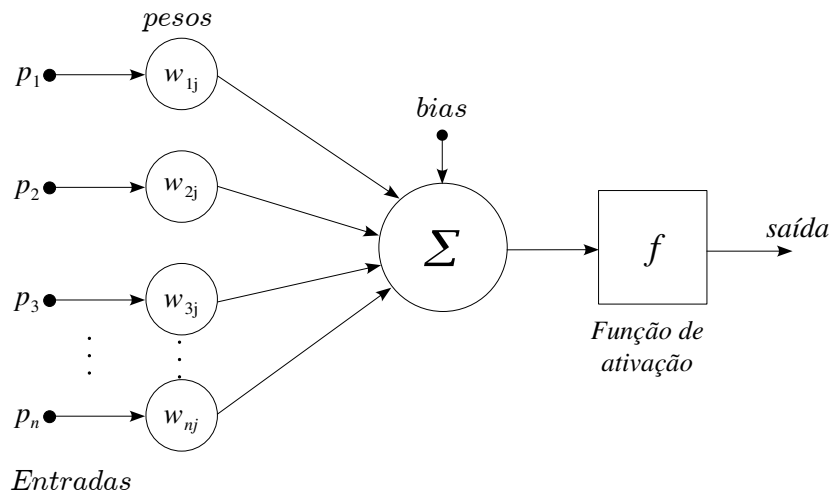 pesos
p₁
w₁ⱼ
bias
p₂
w₂ⱼ
Σ
f
saída
p₃
w₃ⱼ
Função de
ativação
pₙ
wₙⱼ
Entradas